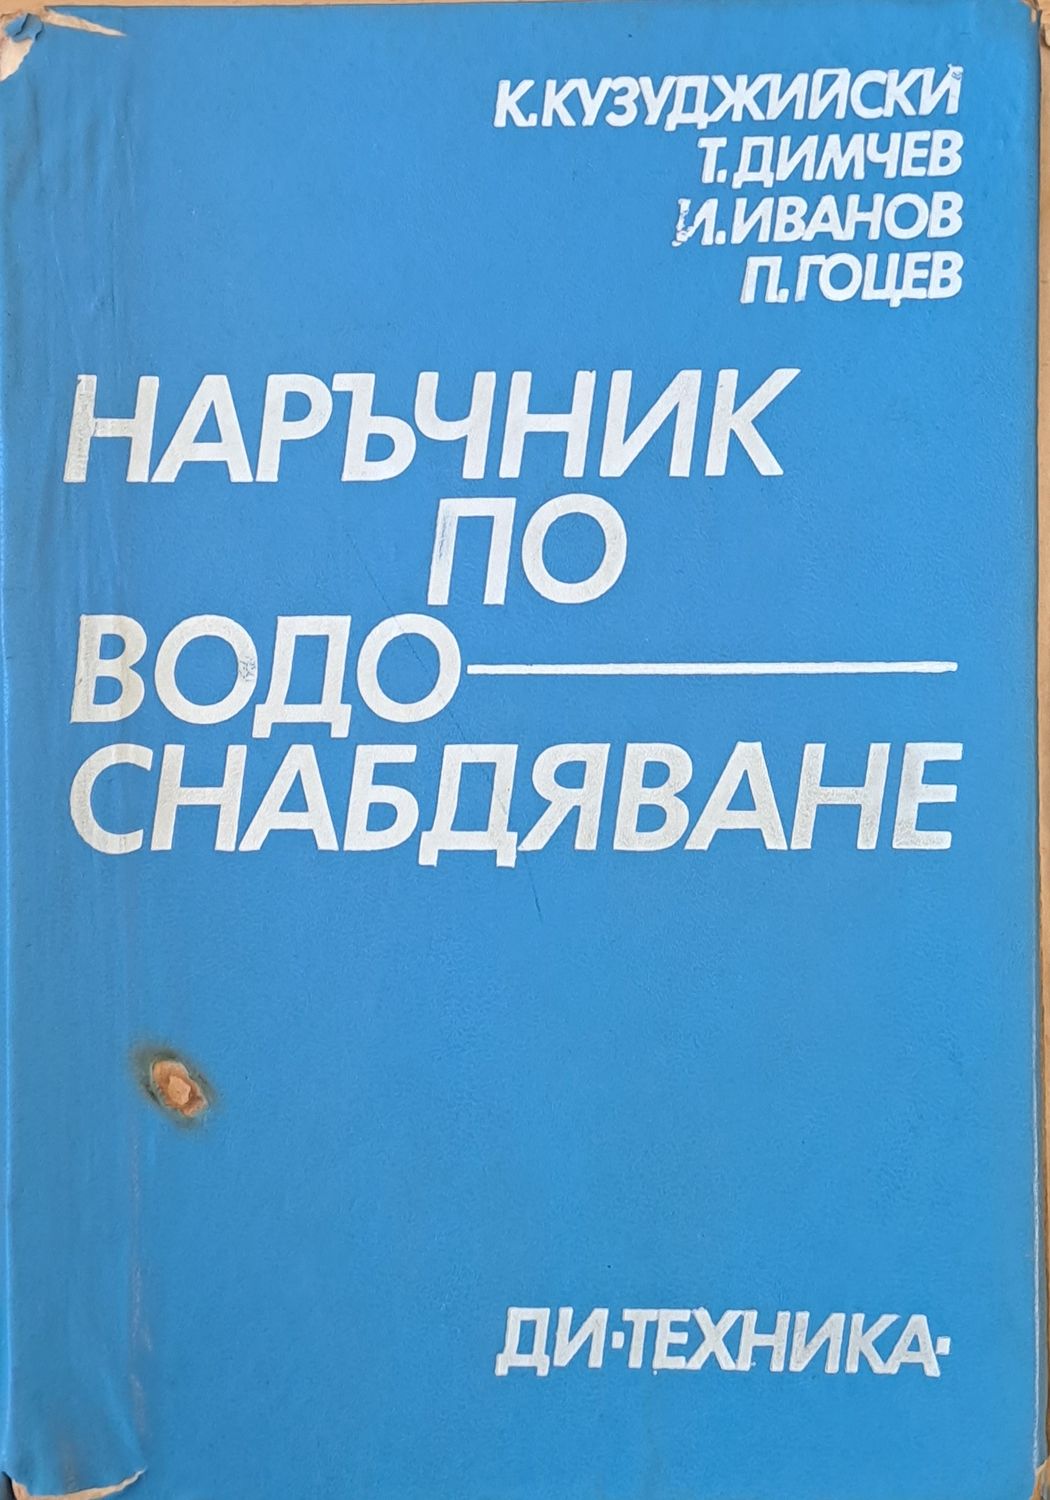 К. КУЗУДЖИЙСКИ
Т. ДИМЧЕВ
И. ИВАНОВ
П. ГОЦЕВ
НАРЪЧНИК
ПО
ВОДО—
СНАБДЯВАНЕ
ДИ·ТЕХНИКА·